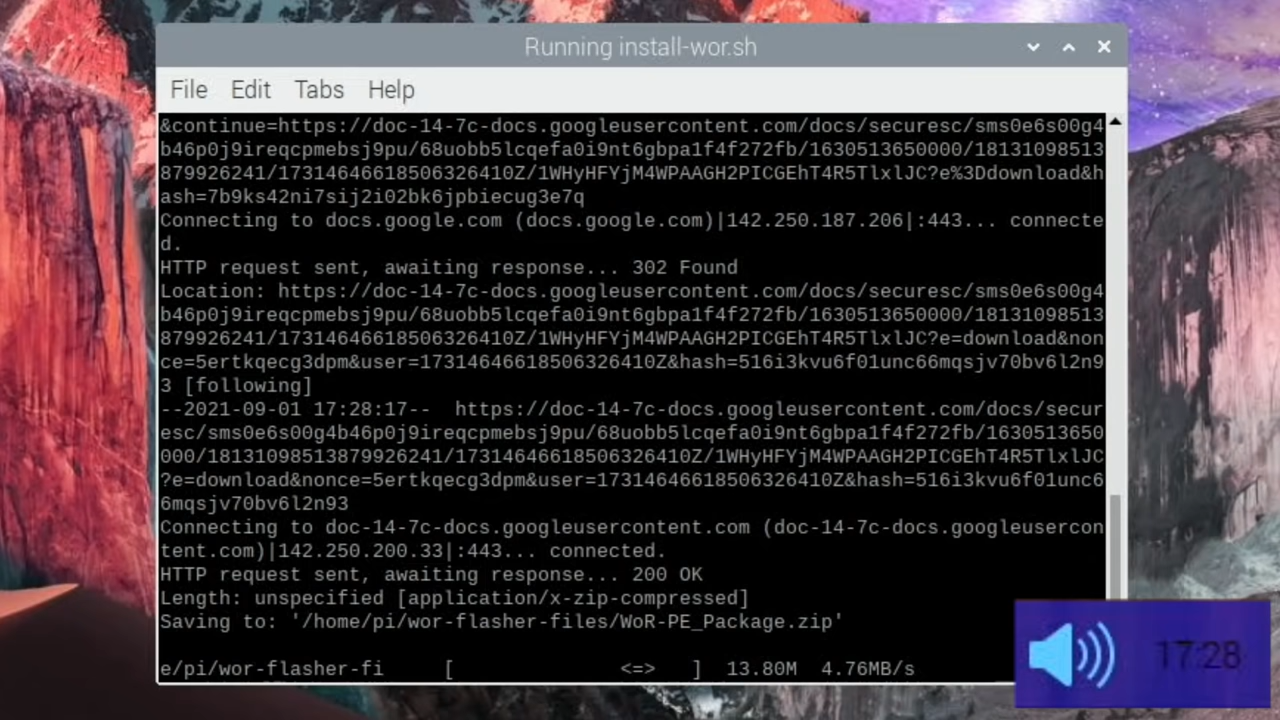 Running install-wor.sh
File Edit Tabs Help
&continue=https://doc-14-7c-docs.googleusercontent.com/docs/securesc/sms0e6s00g4
b46p0j9ireqcpmebsj9pu/68uobb5lcqefa0i9nt6gbpa1f4f272fb/1630513650000/18131098513
879926241/17314646618506326410Z/1WHyHFYjM4WPAAGH2PICGEhT4R5TlxlJC?e%3Ddownload&h
ash=7b9ks42ni7sij2i02bk6jpbiecug3e7q
Connecting to docs.google.com (docs.google.com)|142.250.187.206|:443... connecte
d.
HTTP request sent, awaiting response... 302 Found
Location: https://doc-14-7c-docs.googleusercontent.com/docs/securesc/sms0e6s00g4
b46p0j9ireqcpmebsj9pu/68uobb5lcqefa0i9nt6gbpa1f4f272fb/1630513650000/18131098513
879926241/17314646618506326410Z/1WHyHFYjM4WPAAGH2PICGEhT4R5TlxlJC?e=download&non
ce=5ertkqecg3dpm&user=17314646618506326410Z&hash=516i3kvu6f01unc66mqsjv70bv6l2n9
3 [following]
--2021-09-01 17:28:17--  https://doc-14-7c-docs.googleusercontent.com/docs/secur
esc/sms0e6s00g4b46p0j9ireqcpmebsj9pu/68uobb5lcqefa0i9nt6gbpa1f4f272fb/1630513650
000/18131098513879926241/17314646618506326410Z/1WHyHFYjM4WPAAGH2PICGEhT4R5TlxlJC
?e=download&nonce=5ertkqecg3dpm&user=17314646618506326410Z&hash=516i3kvu6f01unc6
6mqsjv70bv6l2n93
Connecting to doc-14-7c-docs.googleusercontent.com (doc-14-7c-docs.googleusercon
tent.com)|142.250.200.33|:443... connected.
HTTP request sent, awaiting response... 200 OK
Length: unspecified [application/x-zip-compressed]
Saving to: '/home/pi/wor-flasher-files/WoR-PE_Package.zip'
e/pi/wor-flasher-fi [ <=> ] 13.80M 4.76MB/s
17:28